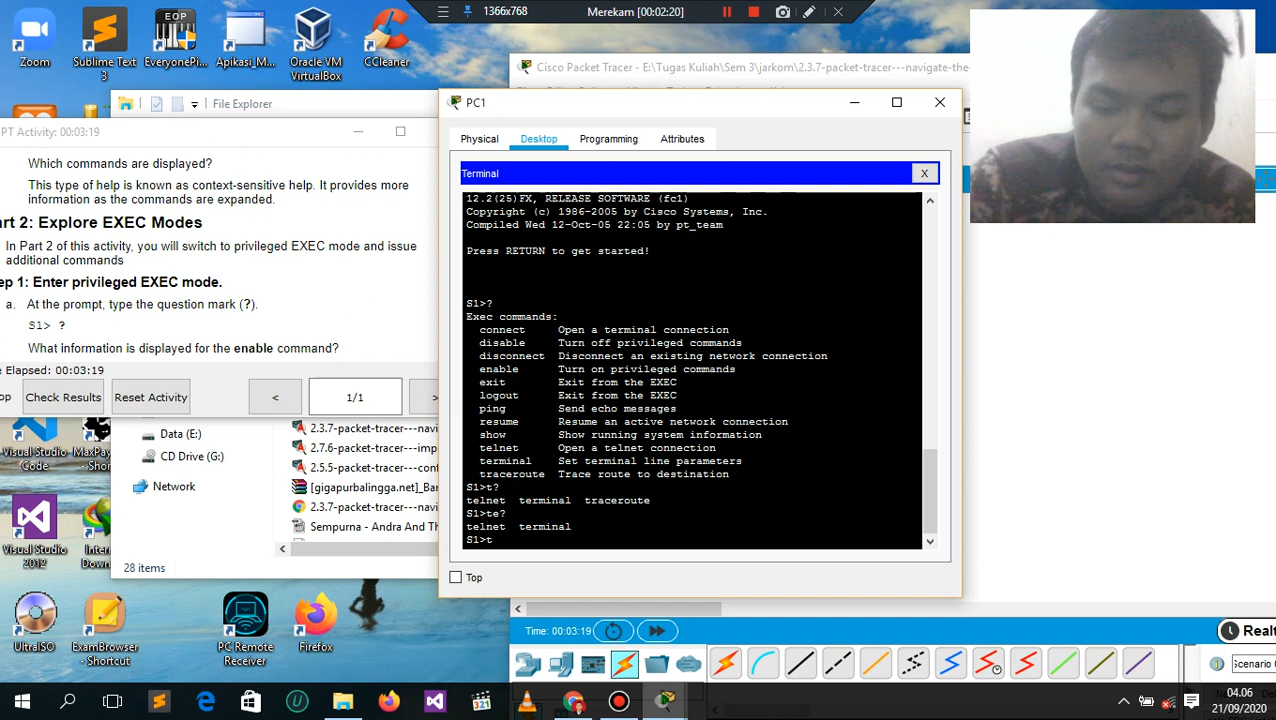 1366x768
Merekam [00:02:20]
Zoom
Sublime Text
3
EOP
EveryonePi...
Apikasi_M...
Oracle VM
VirtualBox
CCleaner
File Explorer
Cisco Packet Tracer - E:\Tugas Kuliah\Sem 3\jarkom\2.3.7-packet-tracer---navigate-the-
PT Activity: 00:03:19
Which commands are displayed?
This type of help is known as context-sensitive help. It provides more
information as the commands are expanded.
art 2: Explore EXEC Modes
In Part 2 of this activity, you will switch to privileged EXEC mode and issue
additional commands
ep 1: Enter privileged EXEC mode.
a. At the prompt, type the question mark (?).
S1> ?
What information is displayed for the enable command?
e Elapsed: 00:03:19
op
Check Results
Reset Activity
<
1/1
>
PC1
Physical
Desktop
Programming
Attributes
Terminal
X
12.2(25)FX, RELEASE SOFTWARE (fc1)
Copyright (c) 1986-2005 by Cisco Systems, Inc.
Compiled Wed 12-Oct-05 22:05 by pt_team
Press RETURN to get started!
S1>?
Exec commands:
connect Open a terminal connection
disable Turn off privileged commands
disconnect Disconnect an existing network connection
enable Turn on privileged commands
exit Exit from the EXEC
logout Exit from the EXEC
ping Send echo messages
resume Resume an active network connection
show Show running system information
telnet Open a telnet connection
terminal Set terminal line parameters
traceroute Trace route to destination
S1>t?
telnet terminal traceroute
S1>te?
telnet terminal
S1>t
Top
Data (E:)
CD Drive (G:)
Network
2.3.7-packet-tracer---navi
2.7.6-packet-tracer---imp
2.5.5-packet-tracer---conf
[gigapurbalingga.net]_Bar
2.3.7-packet-tracer---navi
Sempurna - Andra And Th
28 items
Visual Studio
Code
MaxPay
- Shor
Visual Studio
2012
Inter
Down
UltraISO
ExamBrowser
- Shortcut
PC Remote
Receiver
Firefox
Time: 00:03:19
Realt
Scenario
321
04.06
21/09/2020